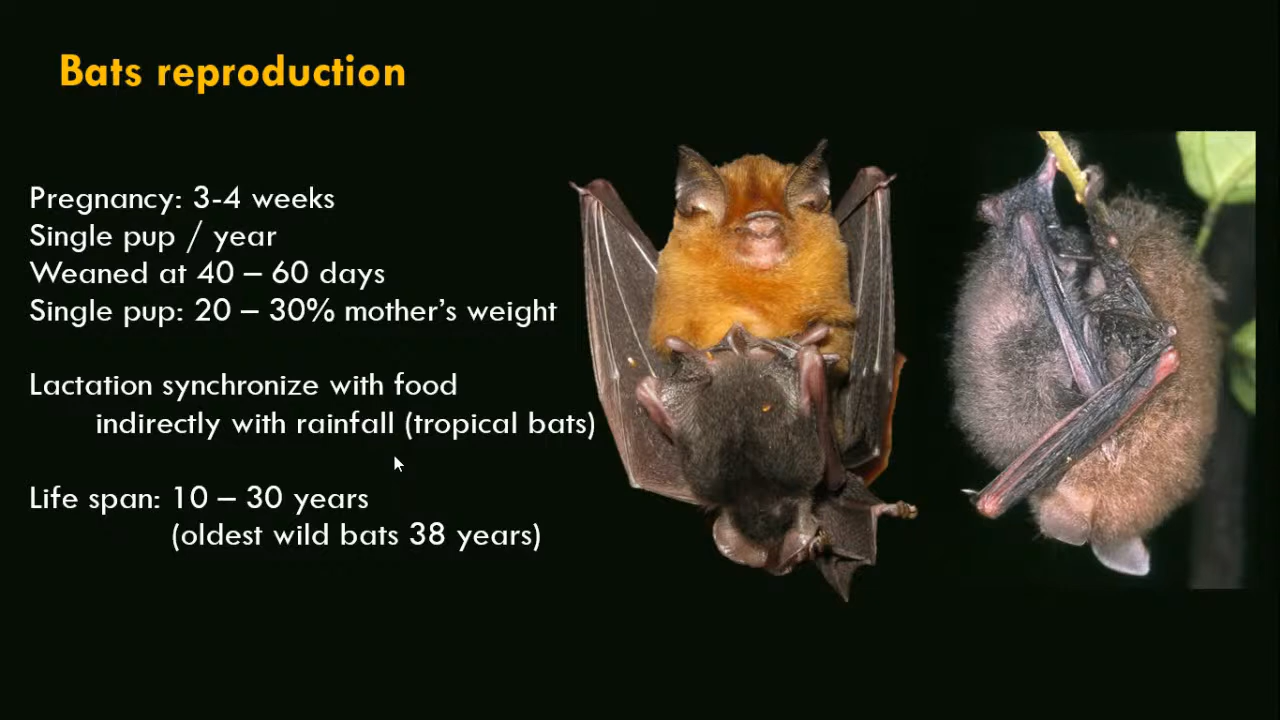 Bats reproduction
Pregnancy: 3-4 weeks
Single pup / year
Weaned at 40 – 60 days
Single pup: 20 – 30% mother’s weight
Lactation synchronize with food
indirectly with rainfall (tropical bats)
Life span: 10 – 30 years
(oldest wild bats 38 years)